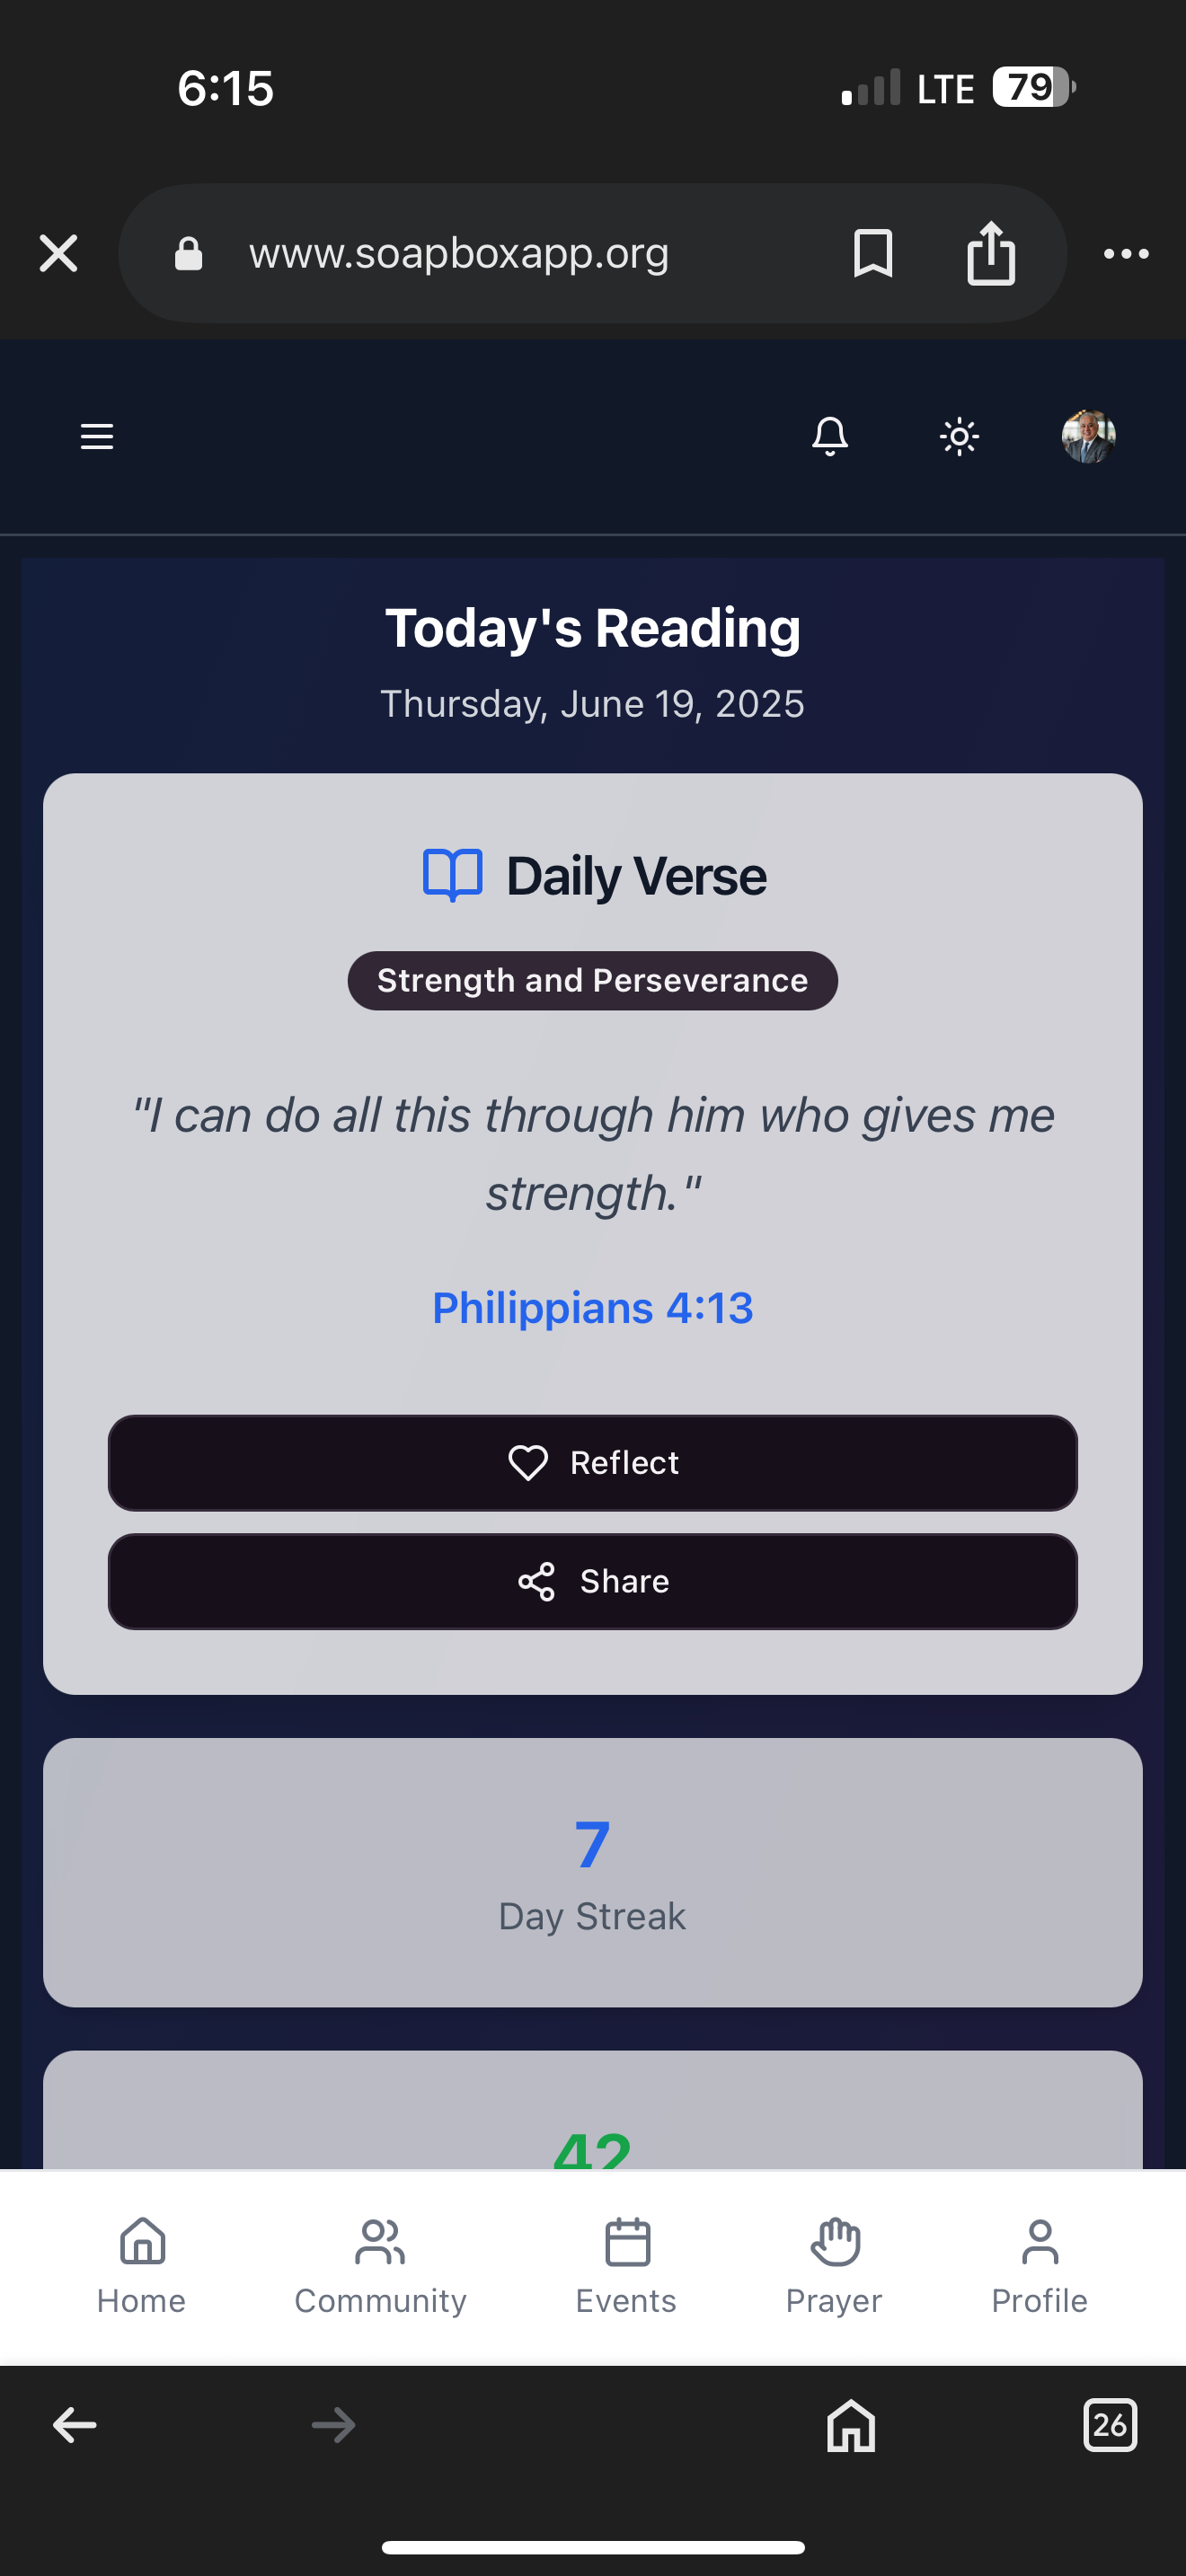 6:15
LTE
79
www.soapboxapp.org
Today's Reading
Thursday, June 19, 2025
Daily Verse
Strength and Perseverance
"I can do all this through him who gives me
strength."
Philippians 4:13
Reflect
Share
7
Day Streak
42
Home
Community
Events
Prayer
Profile
26